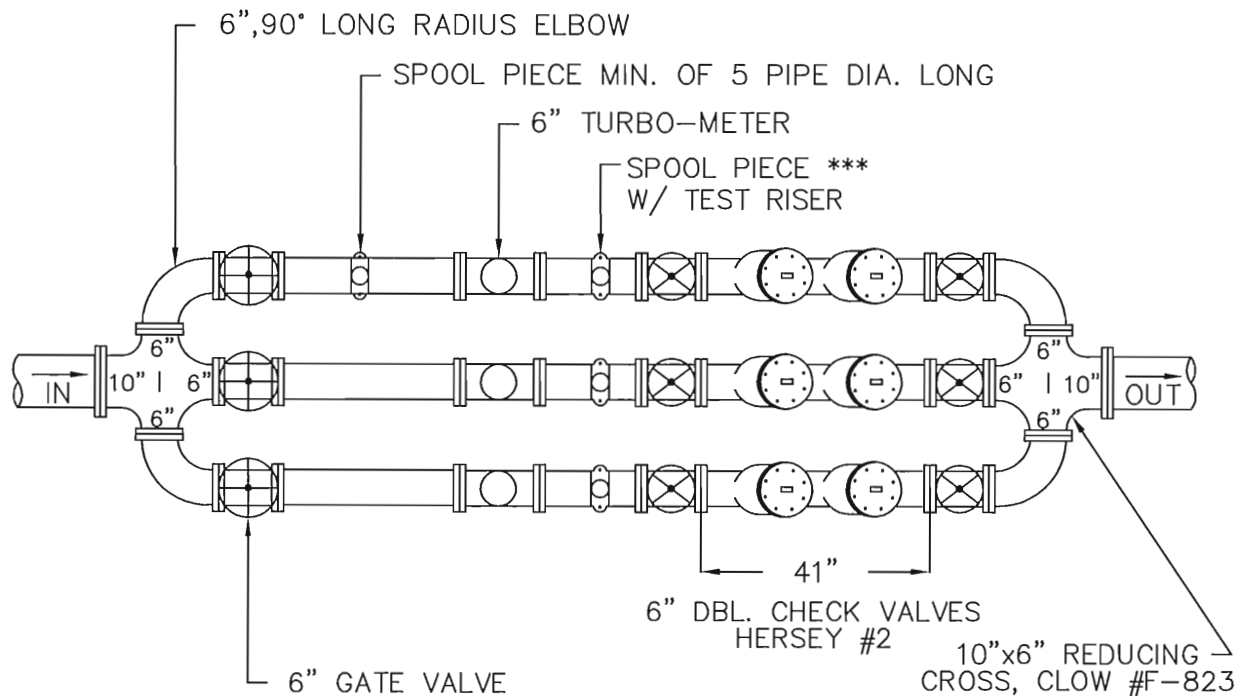 6",90° LONG RADIUS ELBOW
SPOOL PIECE MIN. OF 5 PIPE DIA. LONG
6" TURBO-METER
SPOOL PIECE ***
W/ TEST RISER
6"
6"
IN
10"
6"
6"
10"
OUT
6"
6"
41"
6" DBL. CHECK VALVES
HERSEY #2
10"x6" REDUCING
CROSS, CLOW #F-823
6" GATE VALVE